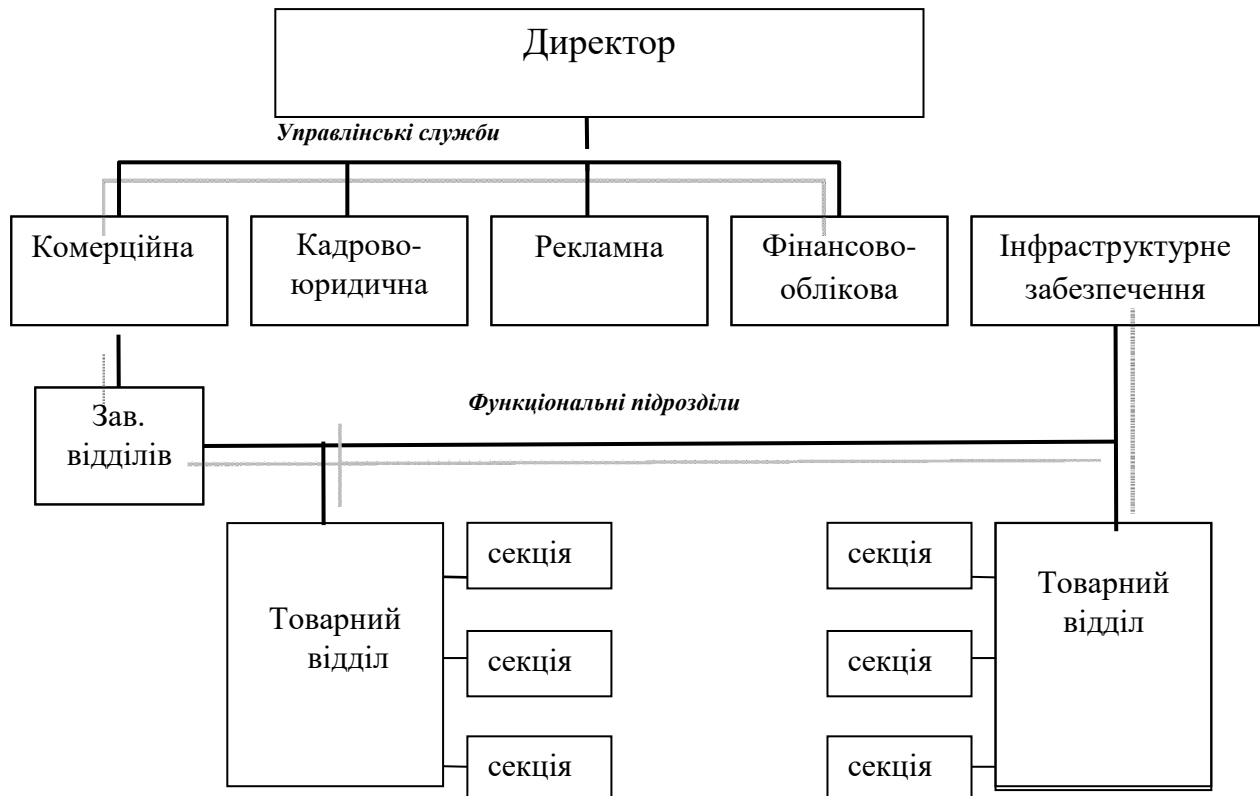 Директор
Управлінські служби
Комерційна
Кадрово-
юридична
Рекламна
Фінансово-
облікова
Інфраструктурне
забезпечення
Зав.
відділів
Функціональні підрозділи
Товарний
відділ
секція
секція
секція
секція
секція
секція
Товарний
відділ